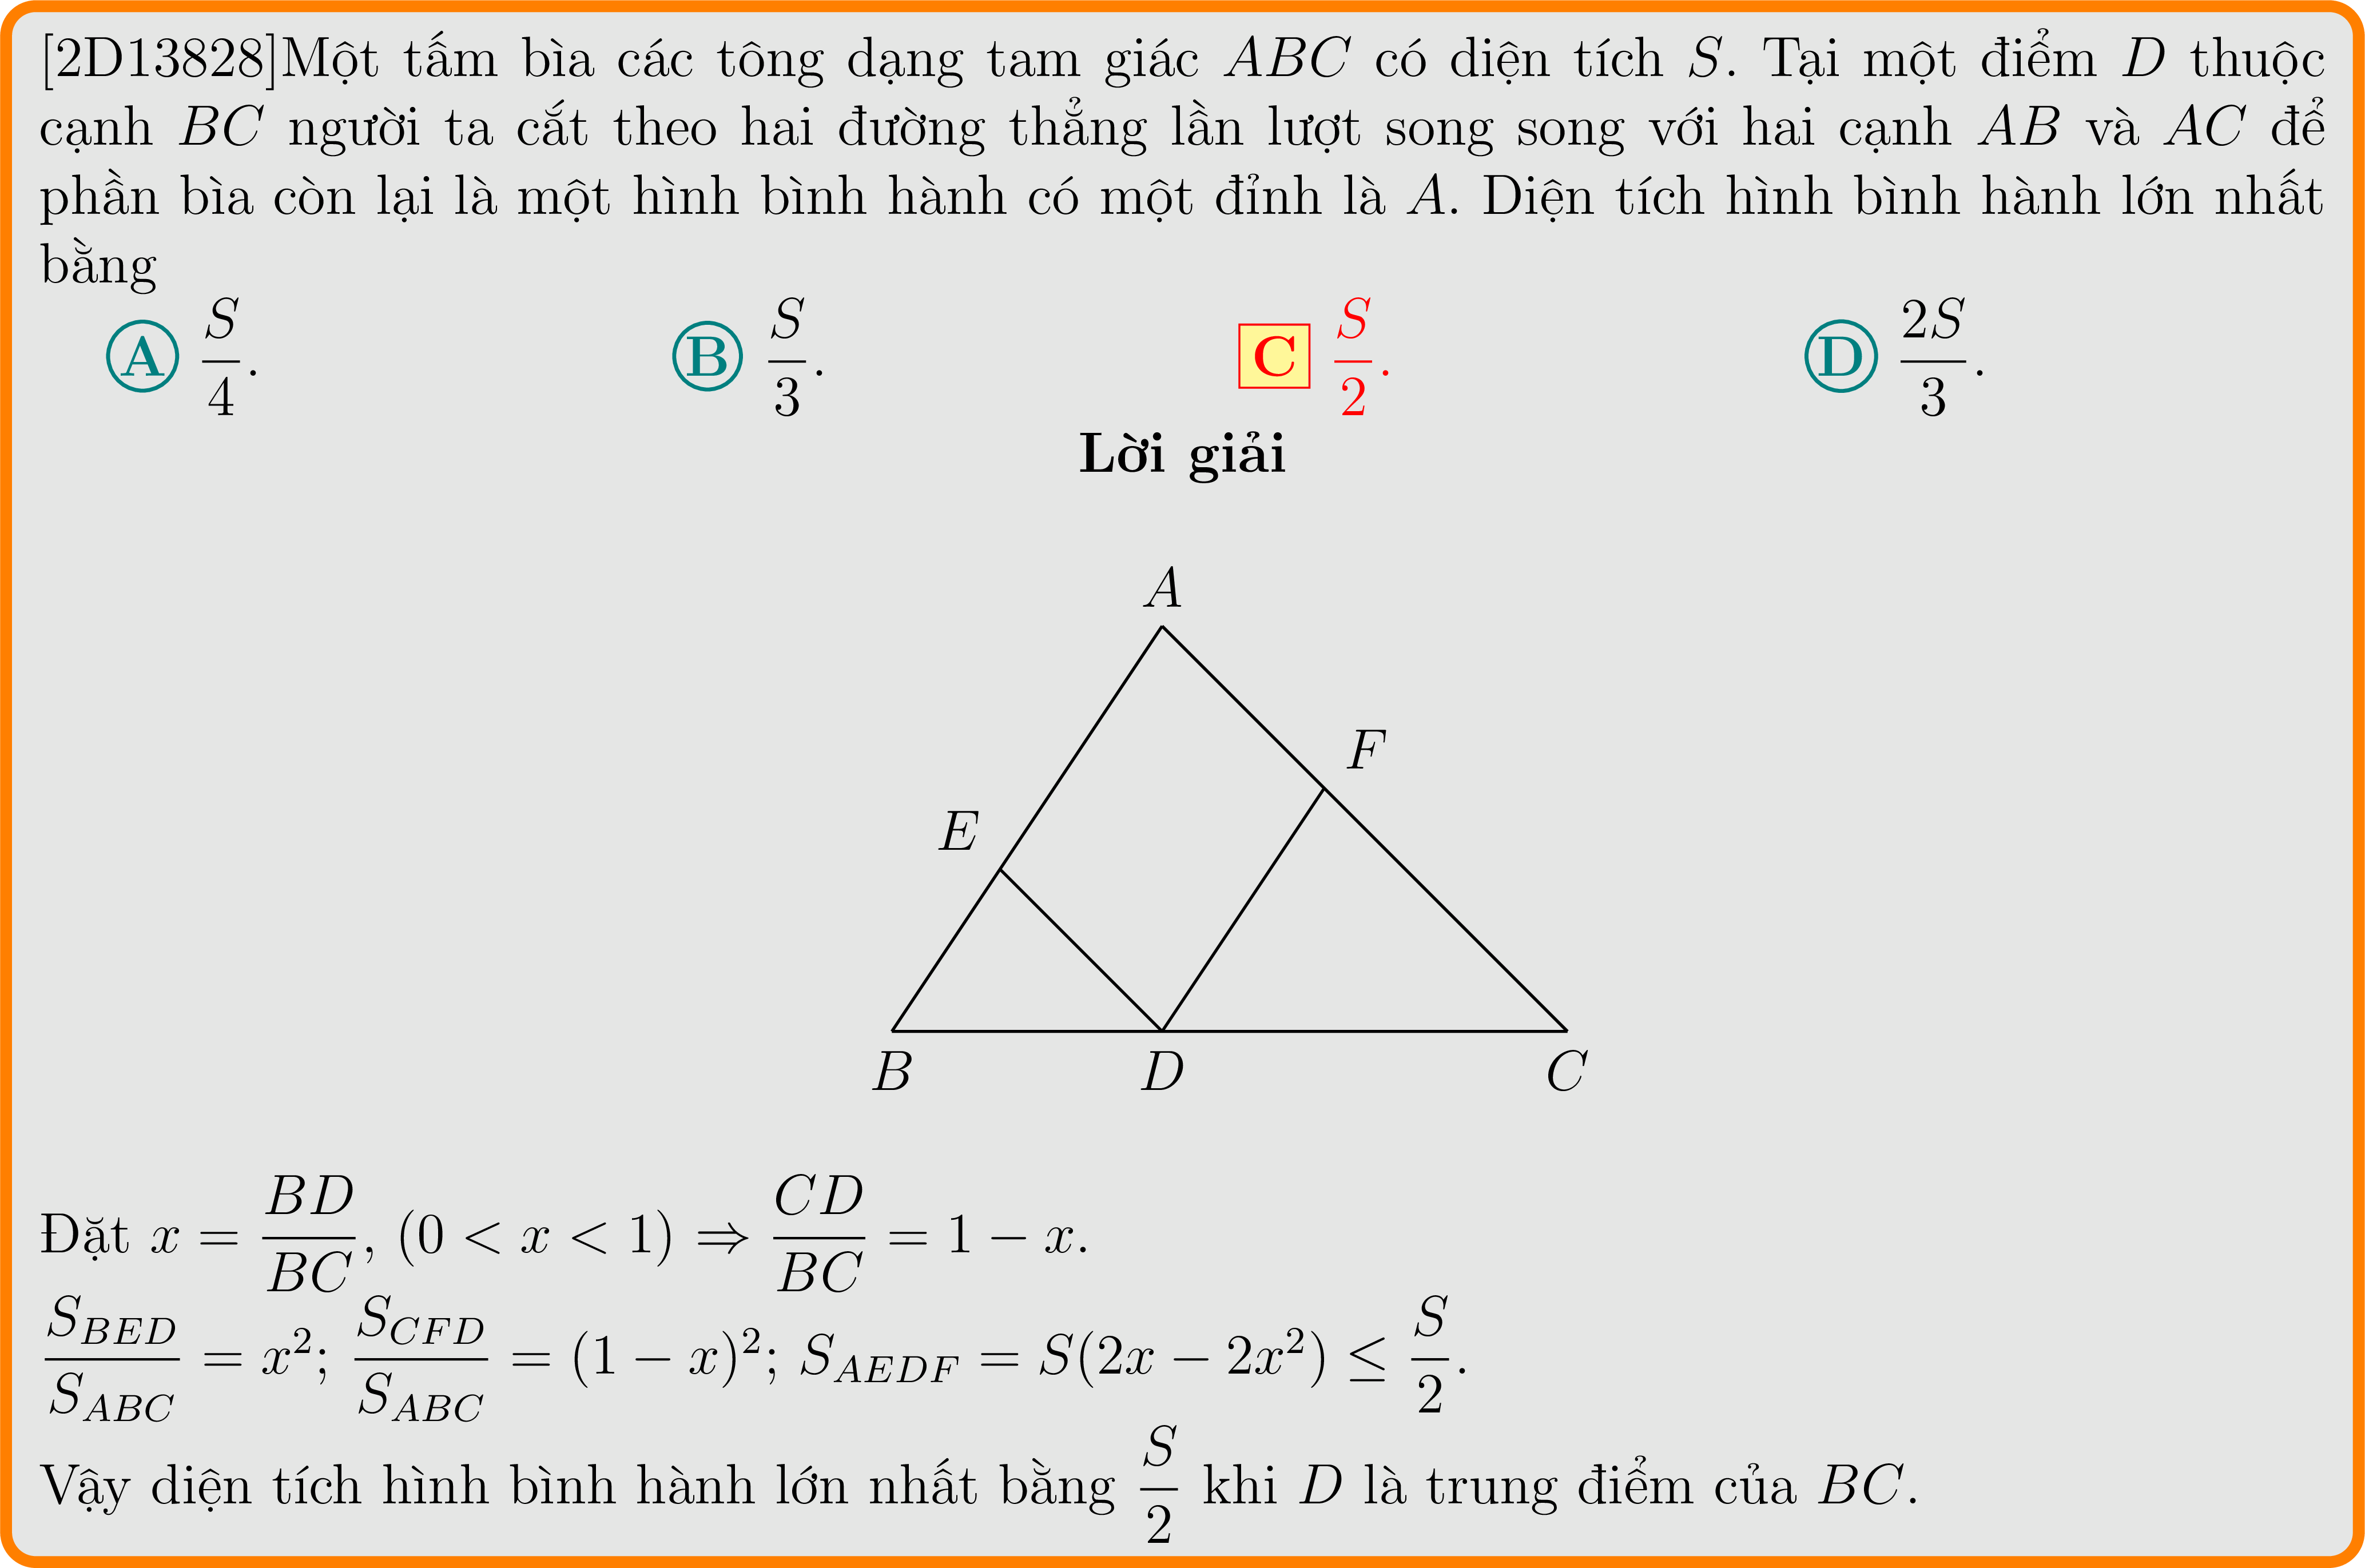 [2D13828]Một tấm bìa các tông dạng tam giác ABC có diện tích S. Tại một điểm D thuộc
cạnh BC người ta cắt theo hai đường thẳng lần lượt song song với hai cạnh AB và AC để
phần bìa còn lại là một hình bình hành có một đỉnh là A. Diện tích hình bình hành lớn nhất
bằng
A $\frac{S}{4}$. B $\frac{S}{3}$. C $\frac{S}{2}$. D $\frac{2S}{3}$.
Lời giải
A
F
E
B D C
Đặt $x = \frac{BD}{BC}$, $(0 < x < 1) \Rightarrow \frac{CD}{BC} = 1 - x$.
$\frac{S_{BED}}{S_{ABC}} = x^2$; $\frac{S_{CFD}}{S_{ABC}} = (1 - x)^2$; $S_{AEDF} = S(2x - 2x^2) \leq \frac{S}{2}$.
Vậy diện tích hình bình hành lớn nhất bằng $\frac{S}{2}$ khi D là trung điểm của BC.